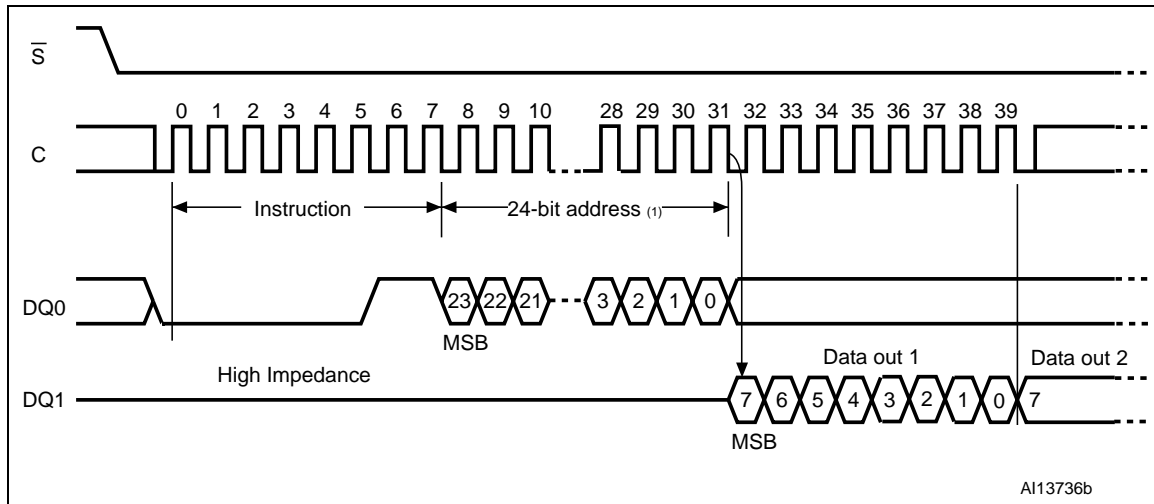 S
0 1 2 3 4 5 6 7 8 9 10 28 29 30 31 32 33 34 35 36 37 38 39
C
Instruction 24-bit address (1)
DQ0 23 22 21 3 2 1 0
MSB
High Impedance Data out 1 Data out 2
DQ1 7 6 5 4 3 2 1 0 7
MSB
AI13736b